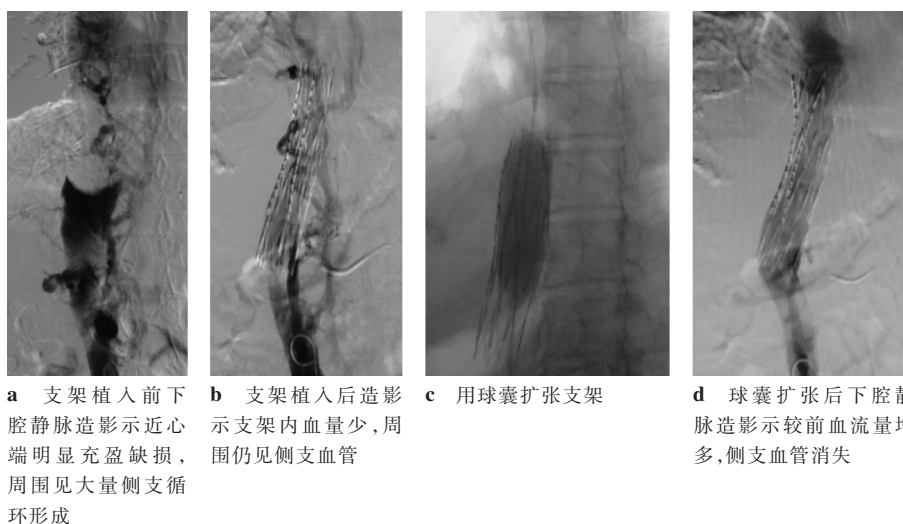 a 支架植入前下
腔静脉造影示近心
端明显充盈缺损，
周围见大量侧支循
环形成
b 支架植入后造影
示支架内血量少,周
围仍见侧支血管
c 用球囊扩张支架
d 球囊扩张后下腔静
脉造影示较前血流量增
多,侧支血管消失